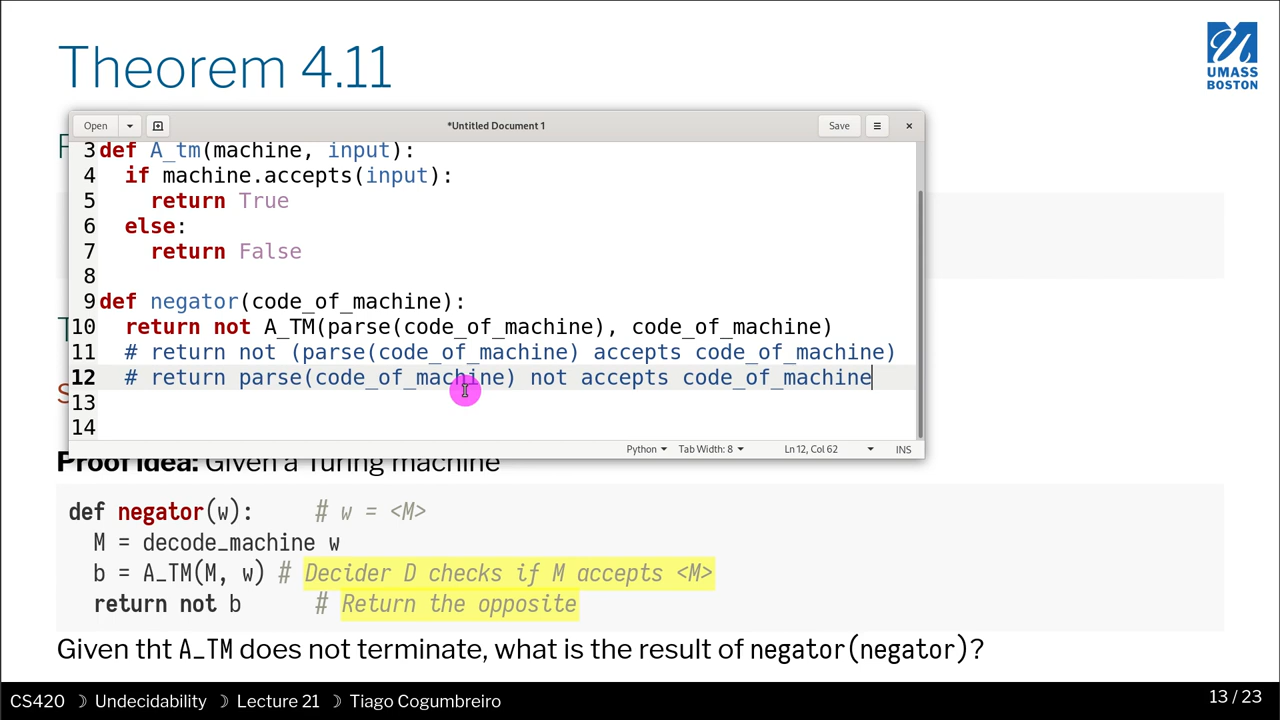 Theorem 4.11
UMASS
BOSTON
Open
*Untitled Document 1
Save
3 def A_tm(machine, input):
4 if machine.accepts(input):
5 return True
6 else:
7 return False
8
9 def negator(code_of_machine):
10 return not A_TM(parse(code_of_machine), code_of_machine)
11 # return not (parse(code_of_machine) accepts code_of_machine)
12 # return parse(code_of_machine) not accepts code_of_machine
13
14
Python Tab Width: 8 Ln 12, Col 62 INS
Proof idea: Given a Turing machine
def negator(w): # w = <M>
M = decode_machine w
b = A_TM(M, w) # Decider D checks if M accepts <M>
return not b # Return the opposite
Given tht A_TM does not terminate, what is the result of negator(negator)?
CS420 ☽ Undecidability ☽ Lecture 21 ☽ Tiago Cogumbreiro
13 / 23